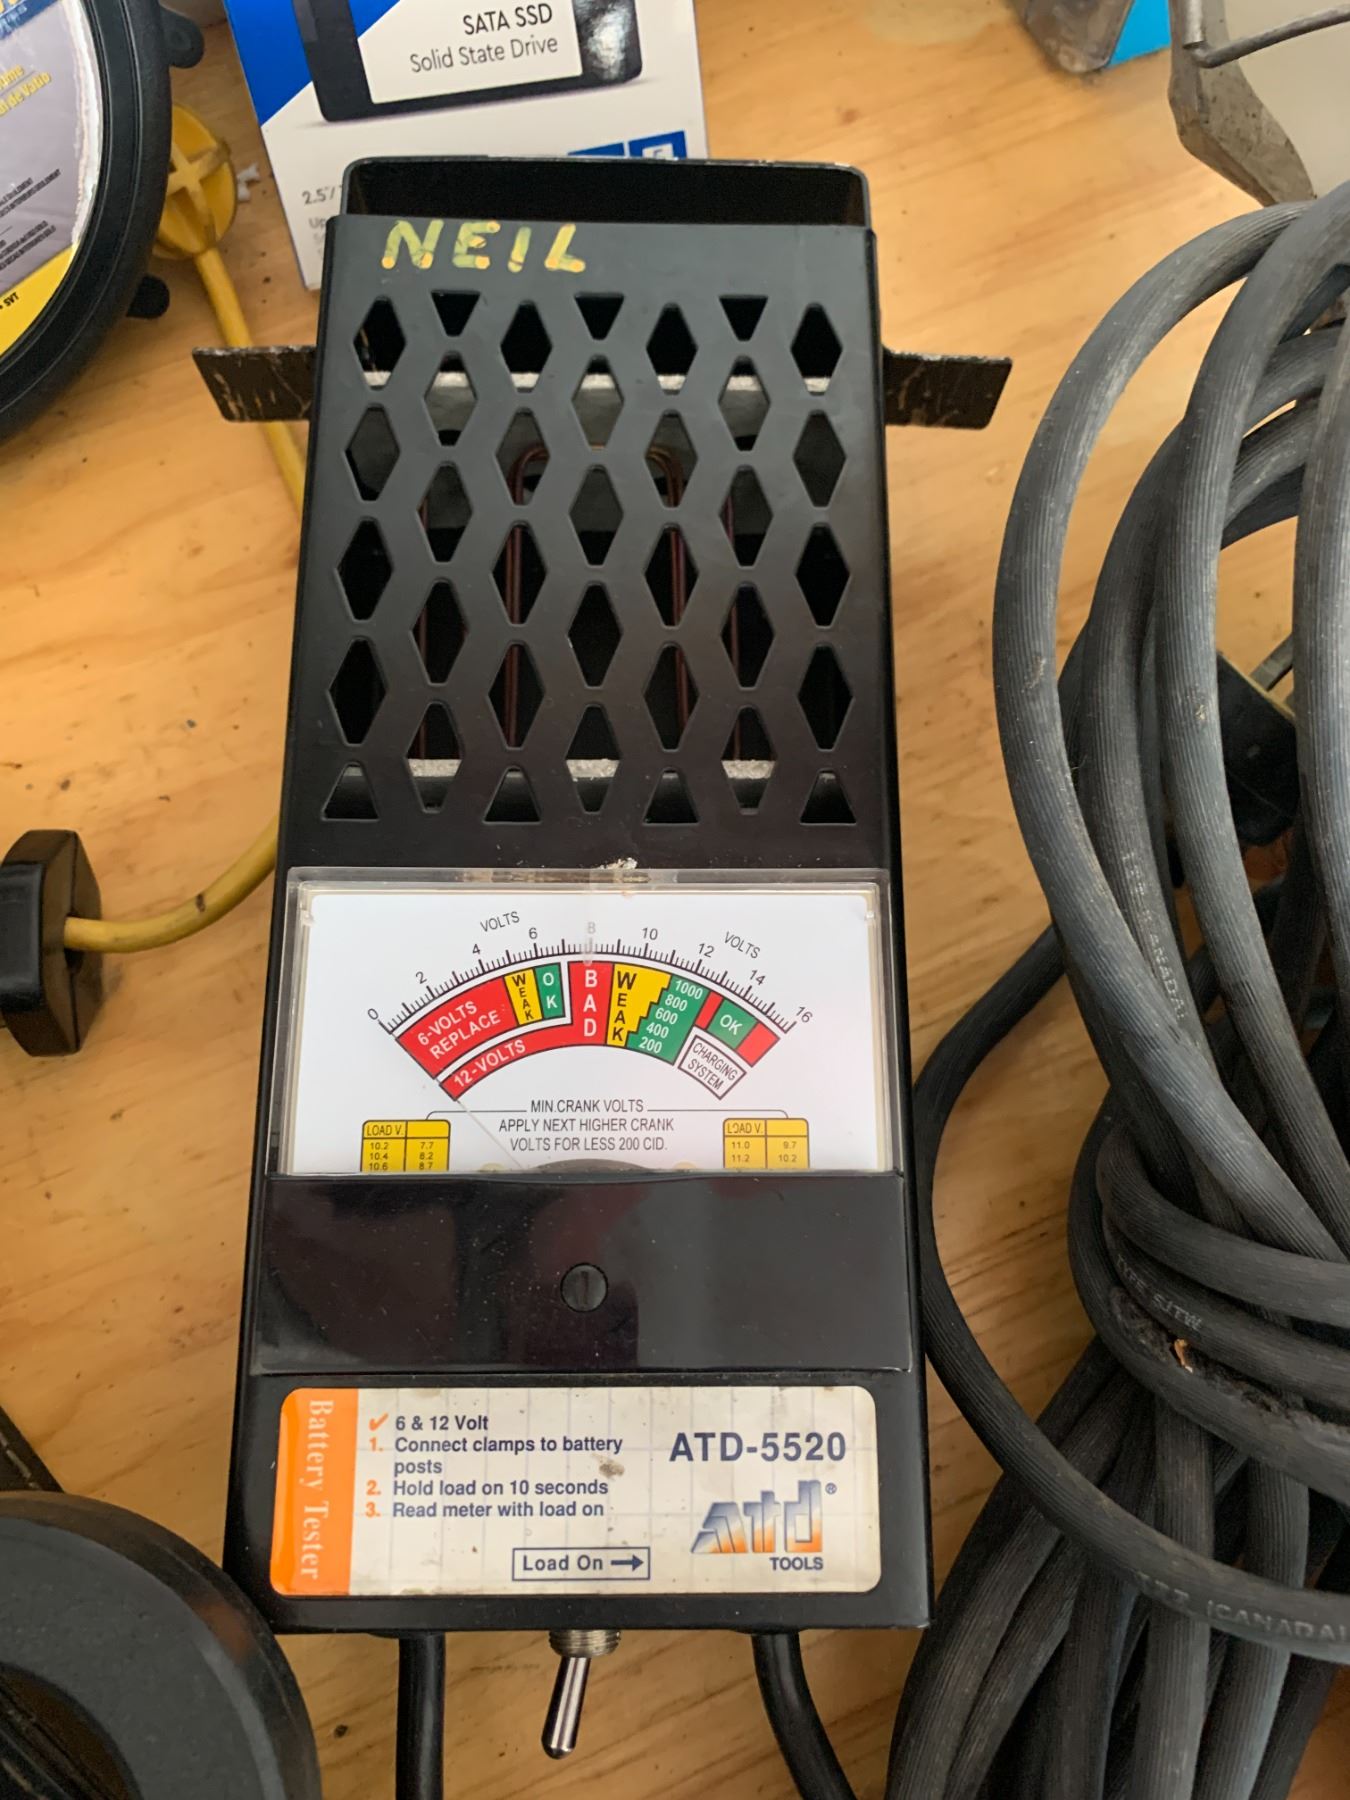 SATA SSD
Solid State Drive
2.5"/
NEIL
VOLTS
VOLTS
0 2 4 6 8 10 12 14 16
6-VOLTS
REPLACE
WEAK
OK
12-VOLTS
BAD
WEAK
1000
800
600
400
200
OK
CHARGING
SYSTEM
MIN.CRANK VOLTS
APPLY NEXT HIGHER CRANK
VOLTS FOR LESS 200 CID.
LOAD V.
10.2 7.7
10.4 8.2
10.6 8.7
LOAD V.
11.0 9.7
11.2 10.2
Battery Tester
✓ 6 & 12 Volt
1. Connect clamps to battery
posts
2. Hold load on 10 seconds
3. Read meter with load on
Load On →
ATD-5520
atd®
TOOLS
TYPE SJTW
(CANADA)